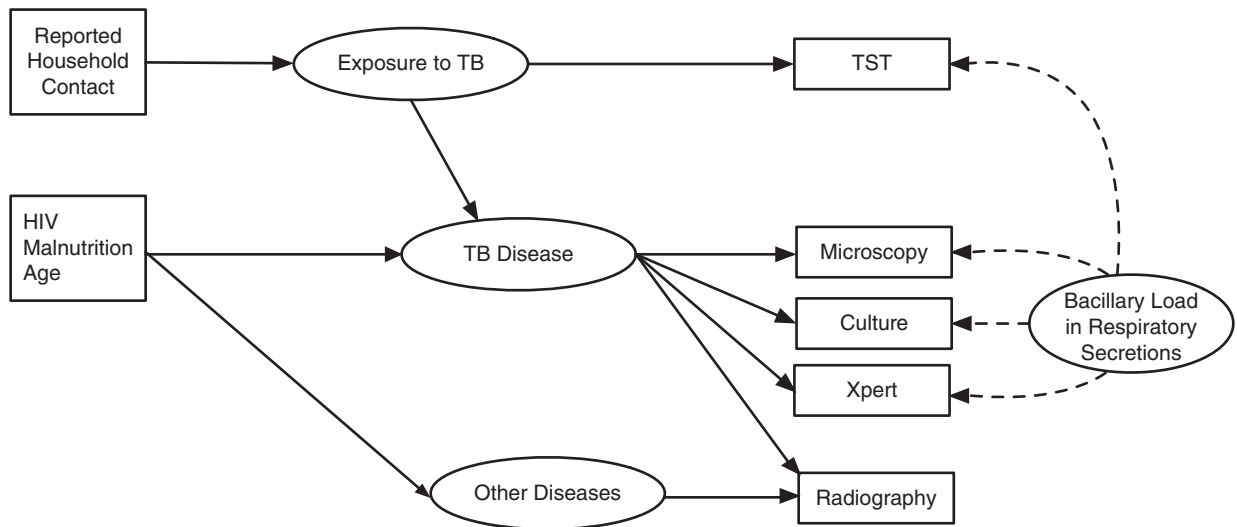 Reported
Household
Contact
Exposure to TB
TST
HIV
Malnutrition
Age
TB Disease
Microscopy
Culture
Xpert
Bacillary Load
in Respiratory
Secretions
Other Diseases
Radiography